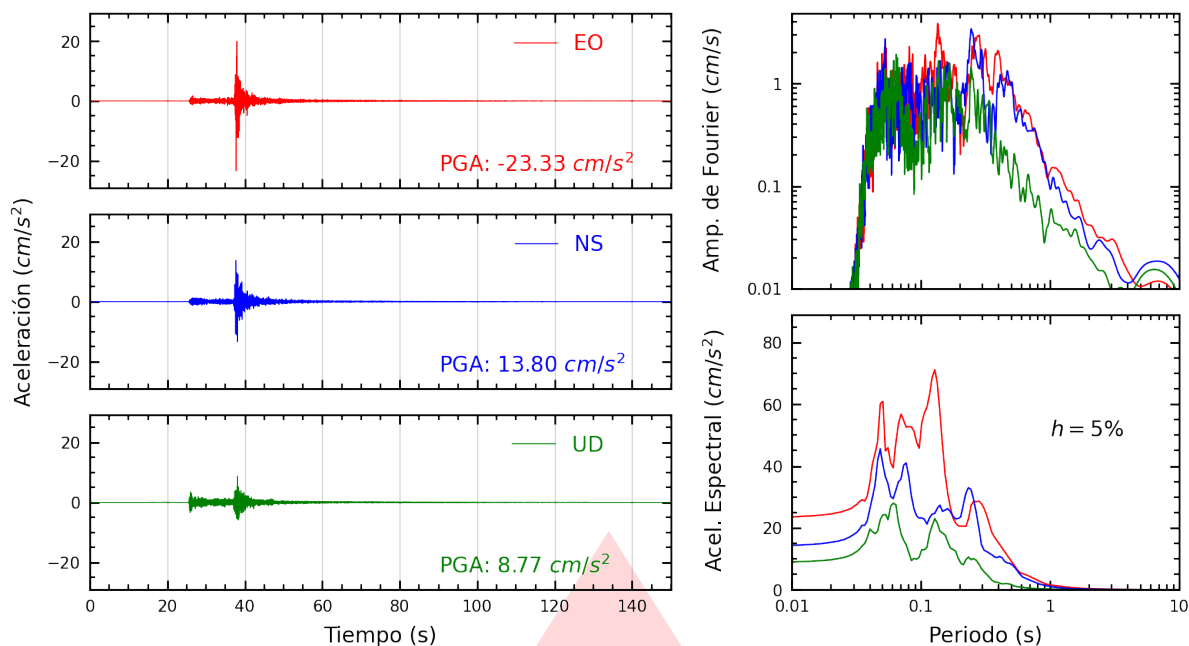 Aceleración (cm/s²)
20
0
−20
EO
PGA: -23.33 cm/s²
20
0
−20
NS
PGA: 13.80 cm/s²
20
0
−20
UD
PGA: 8.77 cm/s²
0 20 40 60 80 100 120 140
Tiempo (s)
Amp. de Fourier (cm/s)
1
0.1
0.01
Acel. Espectral (cm/s²)
80
60
40
20
0
h = 5%
0.01 0.1 1 10
Periodo (s)